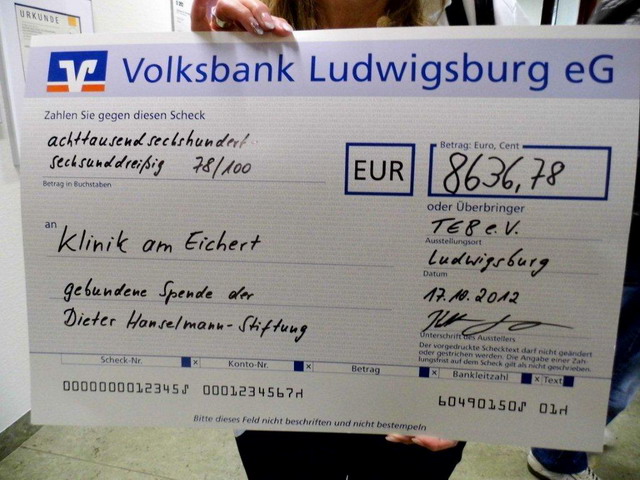 URKUNDE
Volksbank Ludwigsburg eG
Zahlen Sie gegen diesen Scheck
achttausendsechshundert-
sechsunddreißig 78/100
Betrag in Buchstaben
EUR
Betrag: Euro, Cent
8636,78
oder Überbringer
an
Klinik am Eichert
TEB e.V.
Ausstellungsort
Ludwigsburg
Datum
gebundene Spende der
Dieter Hanselmann-Stiftung
17.10.2012
Unterschrift des Ausstellers
Der vorgedruckte Schecktext darf nicht geändert
oder gestrichen werden. Die Angabe einer Zah-
lungsfrist auf dem Scheck gilt als nicht geschrieben.
Scheck-Nr. X Konto-Nr. X Betrag X Bankleitzahl X Text
0000000012345⑀ 0001234567⑁ 60490150⑀ 01⑁
Bitte dieses Feld nicht beschriften und nicht bestempeln